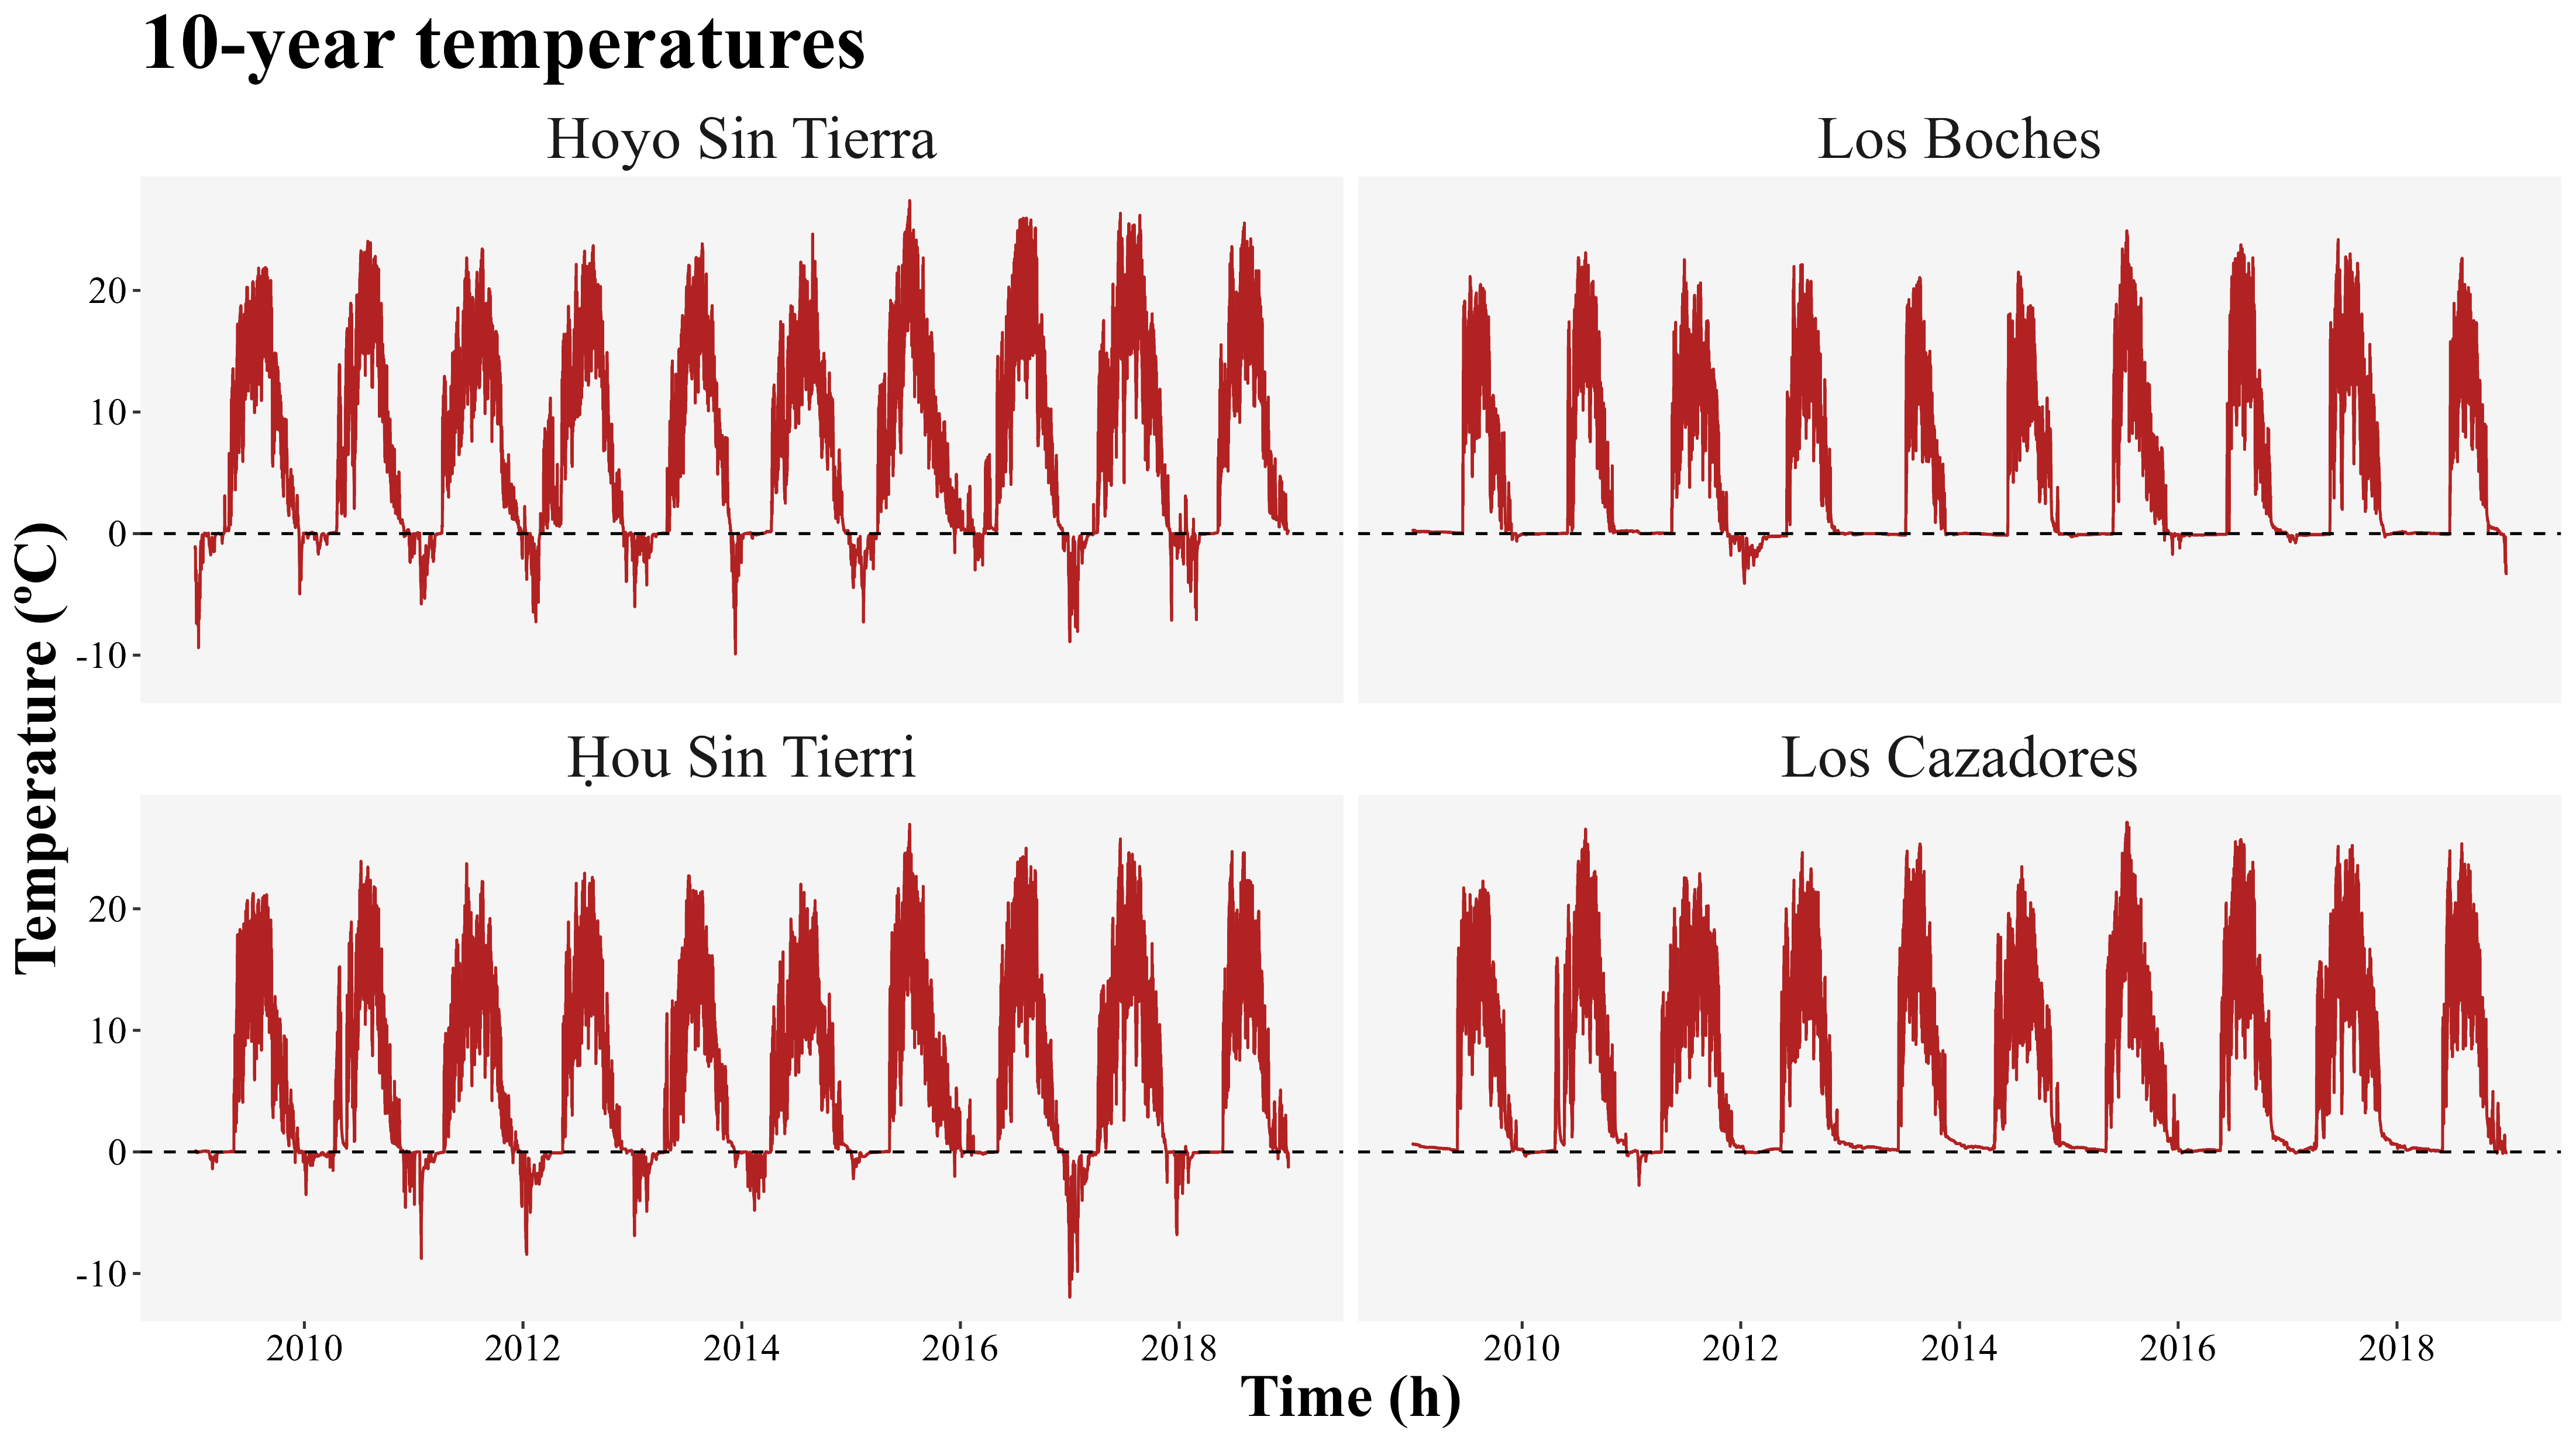 10-year temperatures
Hoyo Sin Tierra
Los Boches
20
10
0
-10
Ḥou Sin Tierri
Los Cazadores
20
10
0
-10
2010 2012 2014 2016 2018
2010 2012 2014 2016 2018
Temperature (ºC)
Time (h)